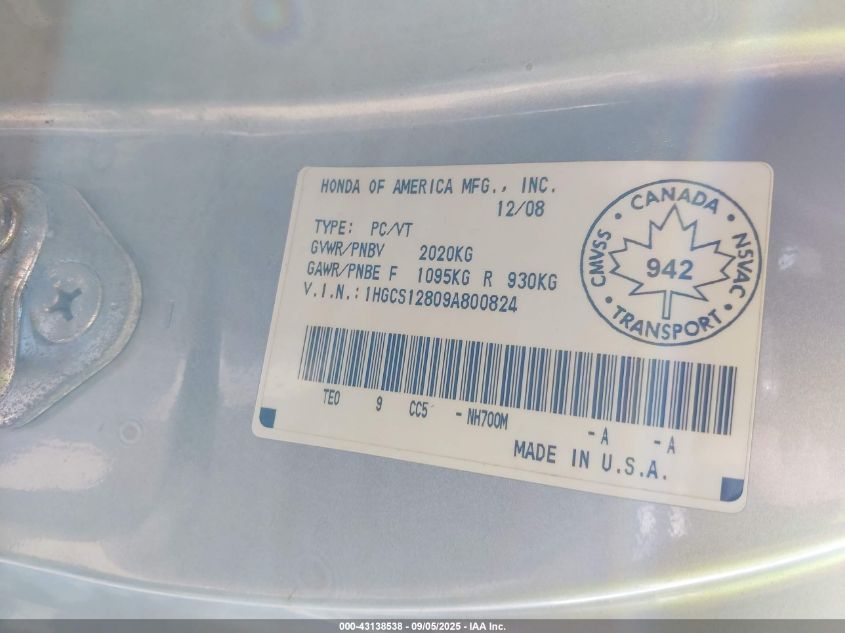 HONDA OF AMERICA MFG., INC.
12/08
TYPE: PC/VT
GVWR/PNBV 2020KG
GAWR/PNBE F 1095KG R 930KG
V.I.N.: 1HGCS12809A800824
CANADA
CMVSS
NSVAC
942
TRANSPORT
TE0 9 CC5 - NH700M - A - A
MADE IN U.S.A.
000-43138538 - 09/05/2025 - IAA Inc.